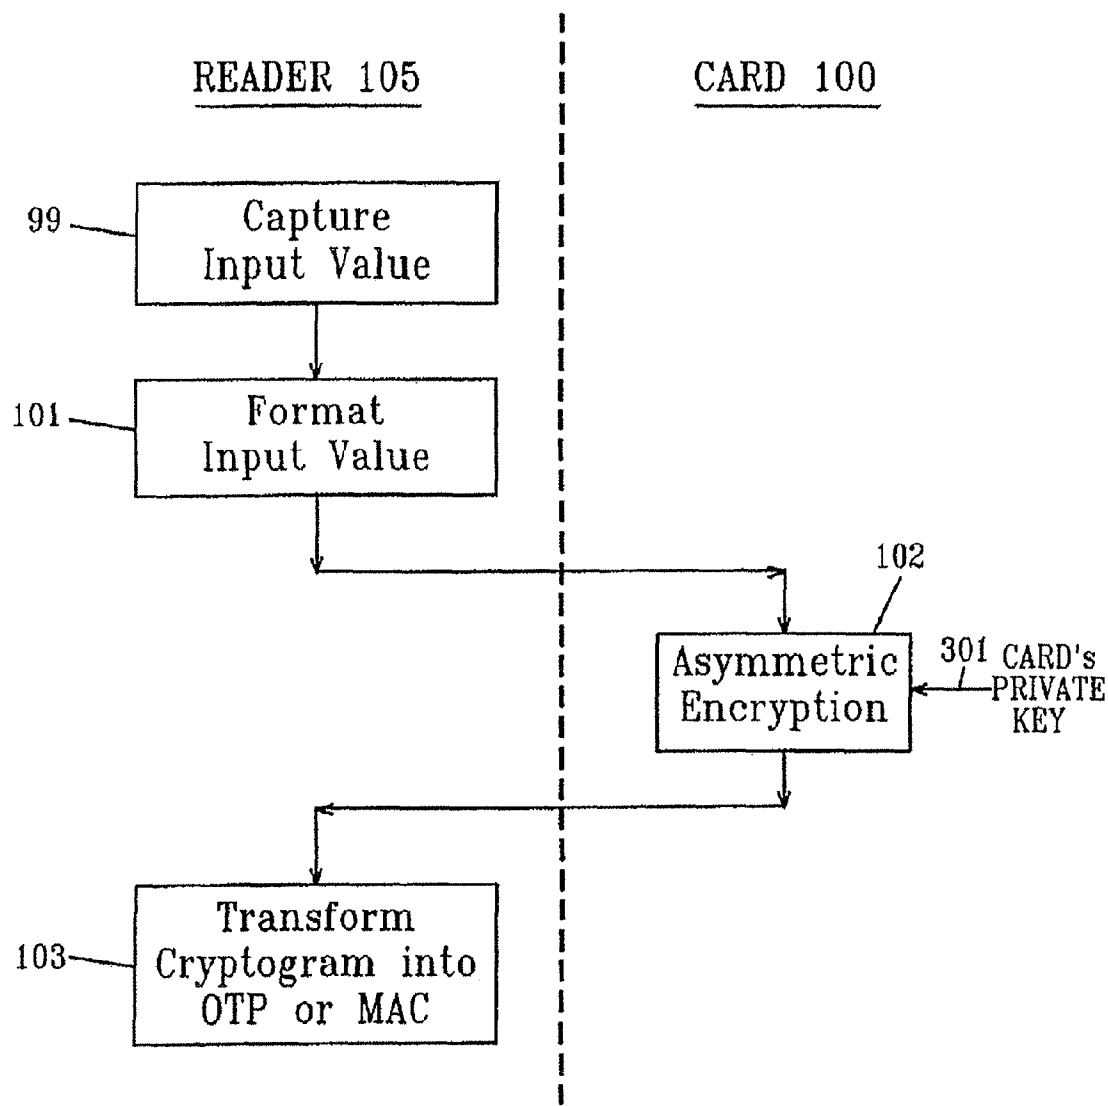 READER 105
CARD 100
99
Capture
Input Value
101
Format
Input Value
102
Asymmetric
Encryption
301
CARD's
PRIVATE
KEY
103
Transform
Cryptogram into
OTP or MAC